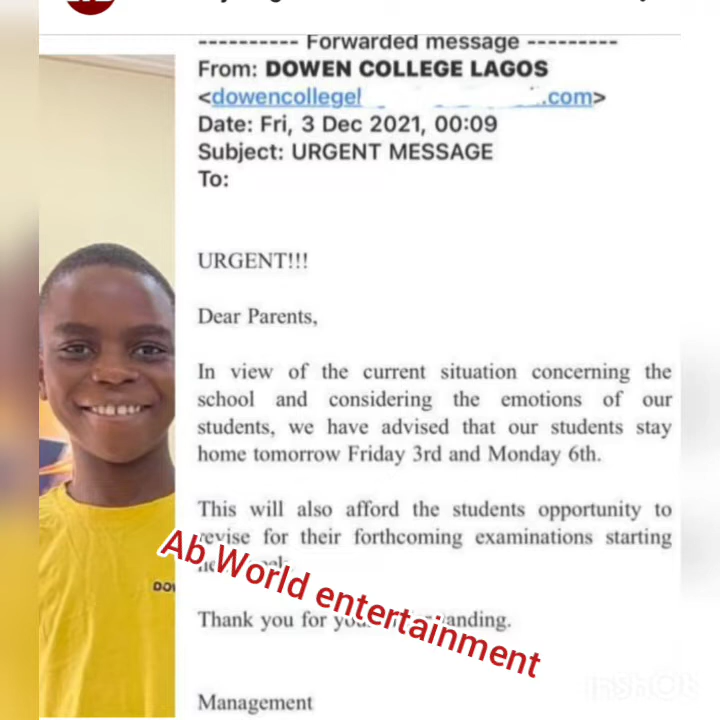 ---------- Forwarded message ---------
From: DOWEN COLLEGE LAGOS
<dowencollegel .com>
Date: Fri, 3 Dec 2021, 00:09
Subject: URGENT MESSAGE
To:
URGENT!!!
Dear Parents,
In view of the current situation concerning the
school and considering the emotions of our
students, we have advised that our students stay
home tomorrow Friday 3rd and Monday 6th.
This will also afford the students opportunity to
revise for their forthcoming examinations starting
Ab World entertainment
Thank you for
Management